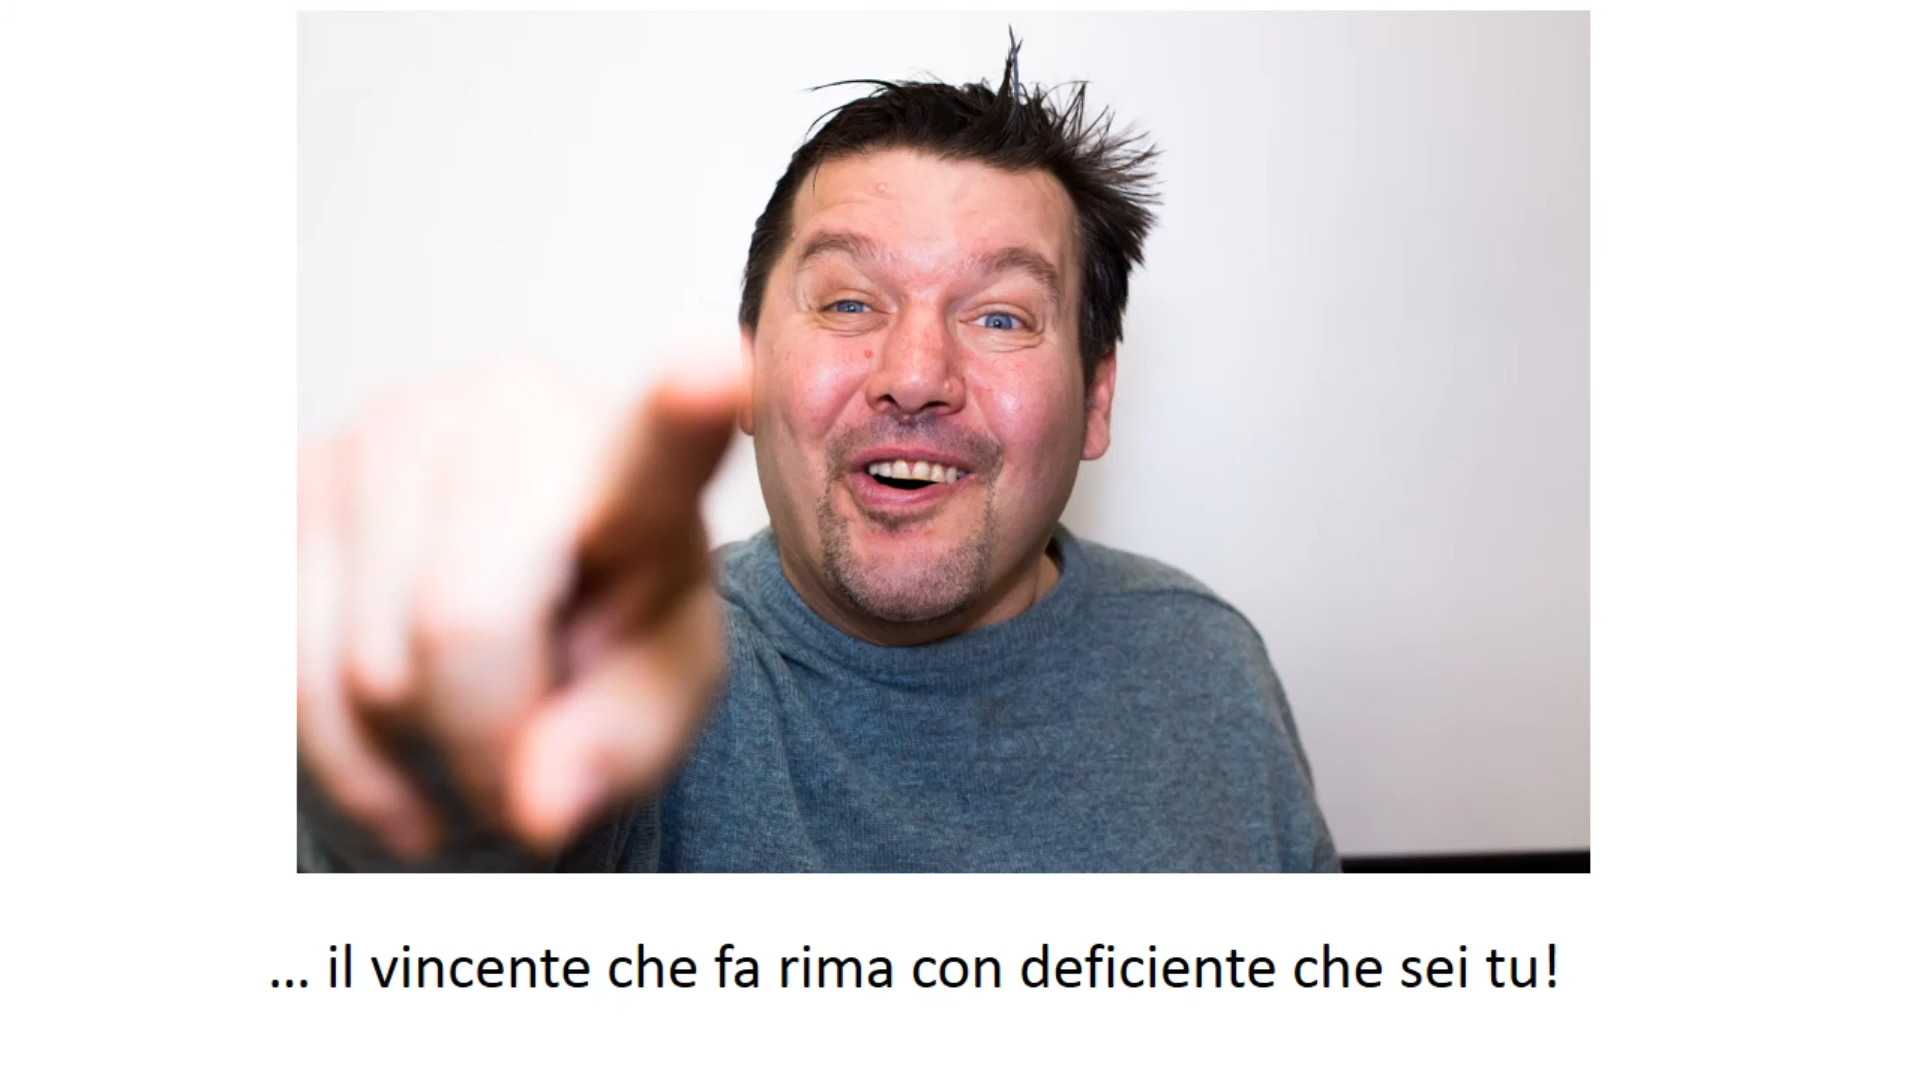 ... il vincente che fa rima con deficiente che sei tu!